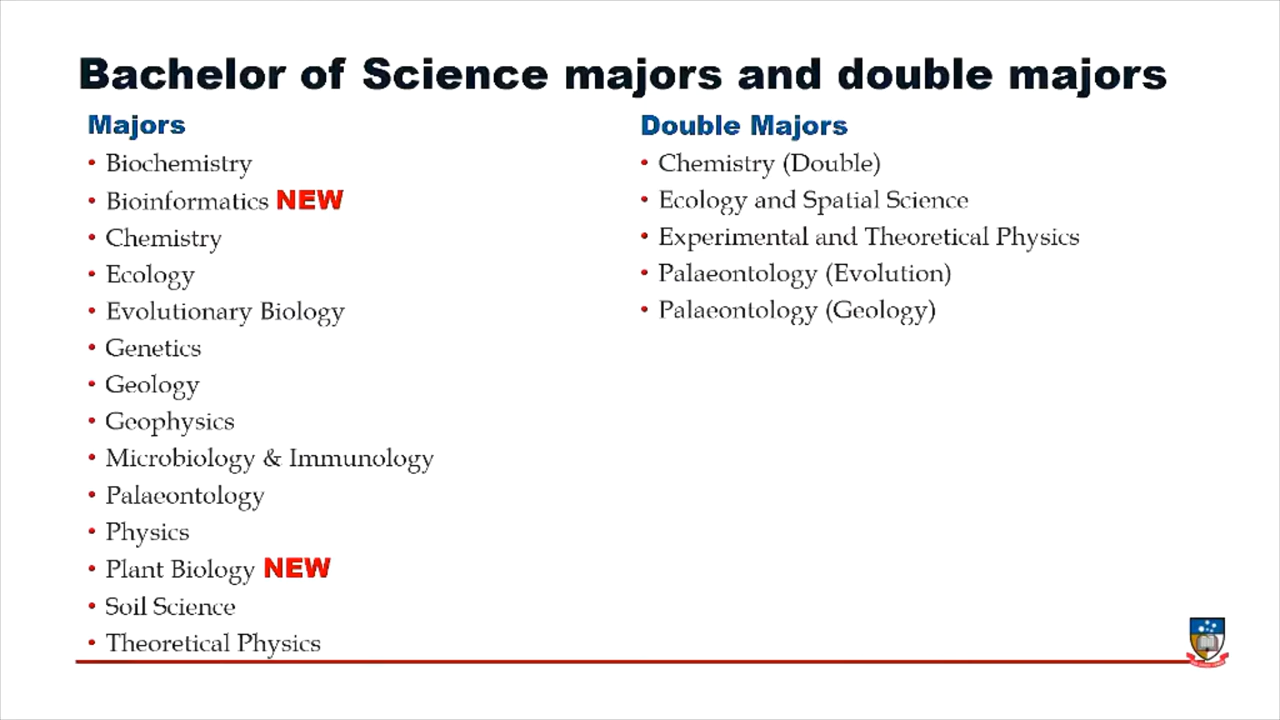 Bachelor of Science majors and double majors
Majors
• Biochemistry
• Bioinformatics NEW
• Chemistry
• Ecology
• Evolutionary Biology
• Genetics
• Geology
• Geophysics
• Microbiology & Immunology
• Palaeontology
• Physics
• Plant Biology NEW
• Soil Science
• Theoretical Physics
Double Majors
• Chemistry (Double)
• Ecology and Spatial Science
• Experimental and Theoretical Physics
• Palaeontology (Evolution)
• Palaeontology (Geology)